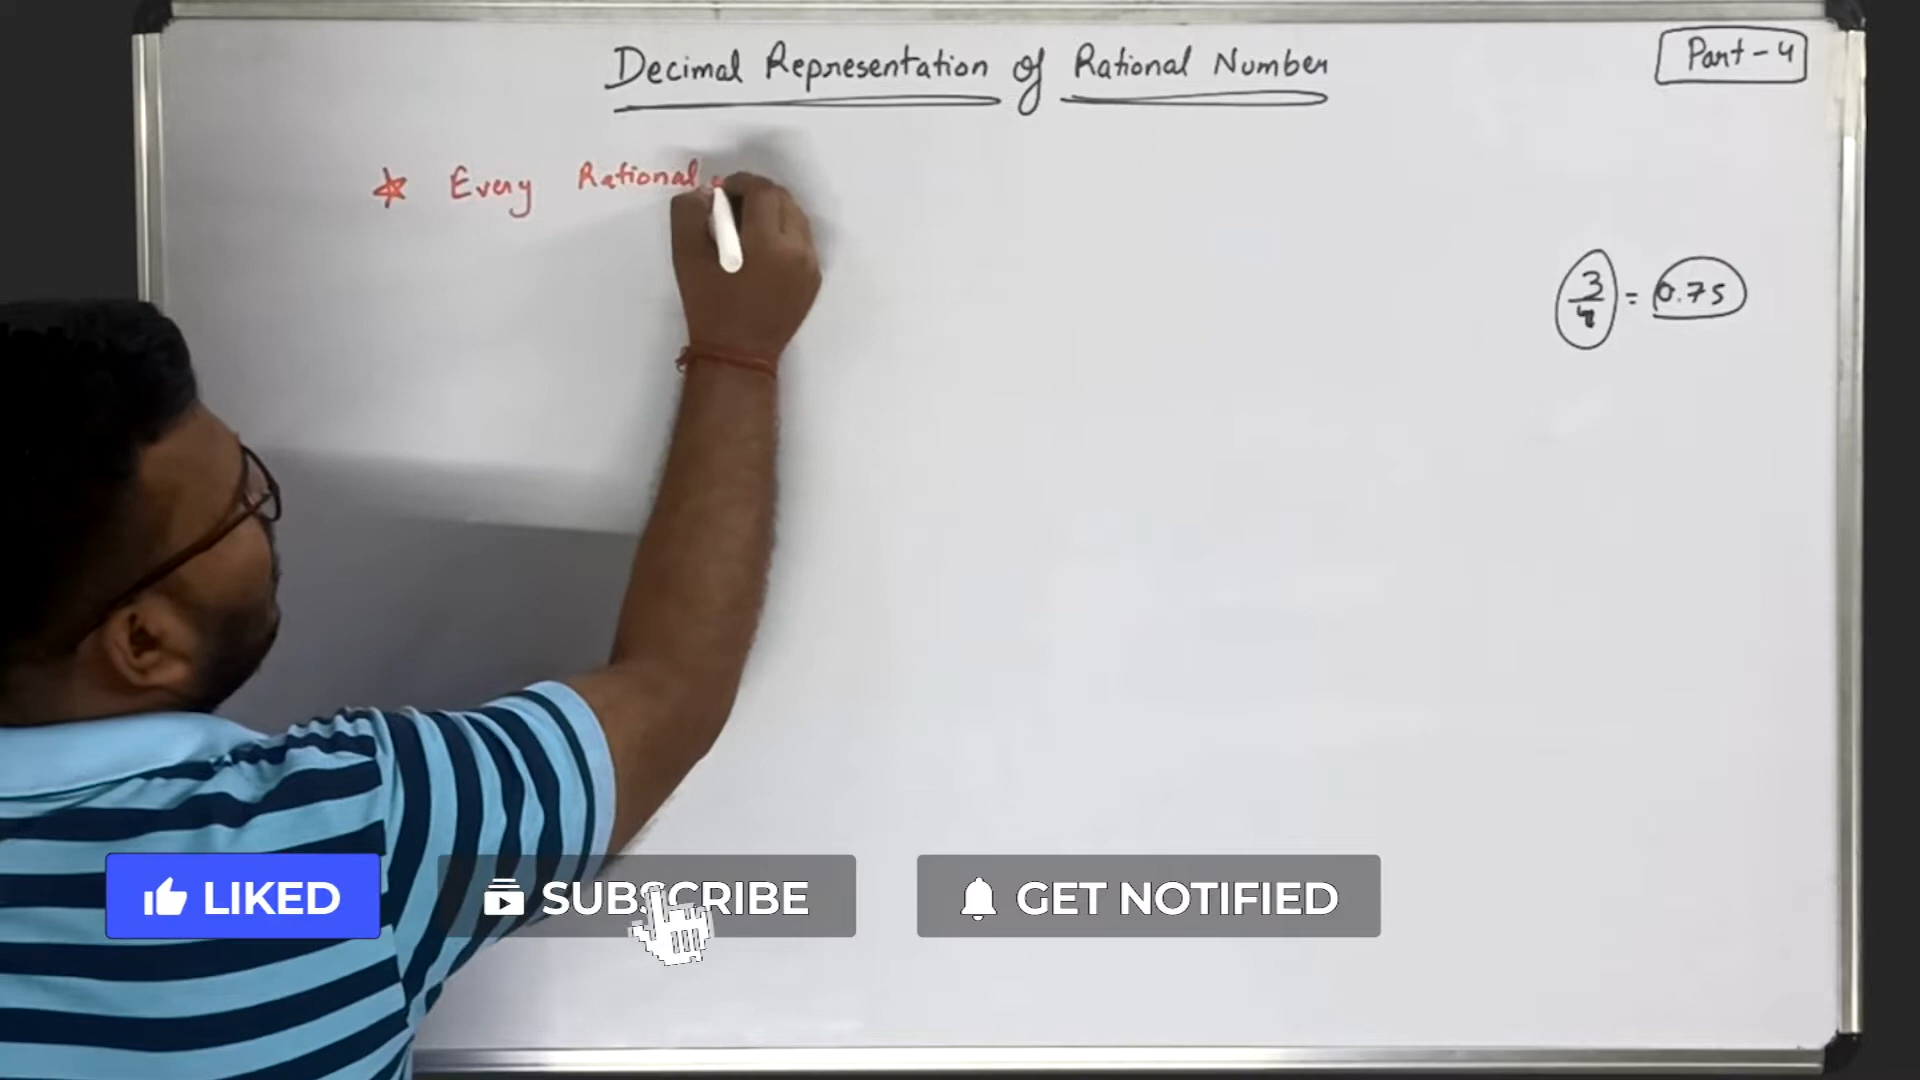 Decimal Representation of Rational Number
Part-4
★ Every Rational
3/4 = 0.75
LIKED
SUBSCRIBE
GET NOTIFIED